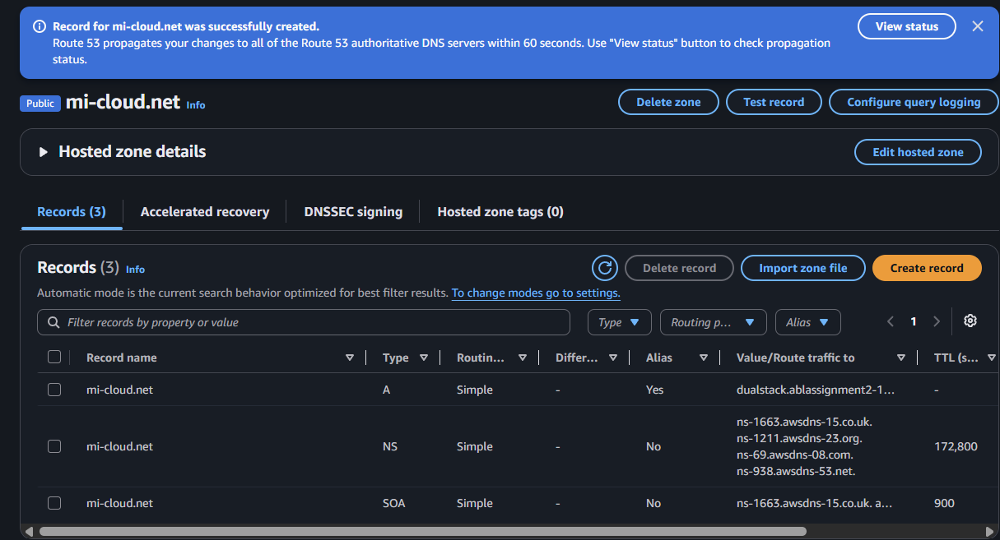 Record for mi-cloud.net was successfully created.
Route 53 propagates your changes to all of the Route 53 authoritative DNS servers within 60 seconds. Use "View status" button to check propagation
status.
View status
Public mi-cloud.net Info
Delete zone Test record Configure query logging
Hosted zone details
Edit hosted zone
Records (3) Accelerated recovery DNSSEC signing Hosted zone tags (0)
Records (3) Info
Delete record Import zone file Create record
Automatic mode is the current search behavior optimized for best filter results. To change modes go to settings.
Filter records by property or value Type Routing p... Alias 1
Record name Type Routin... Differ... Alias Value/Route traffic to TTL (s...
mi-cloud.net A Simple - Yes dualstack.ablassignment2-1... -
ns-1663.awsdns-15.co.uk.
ns-1211.awsdns-23.org.
mi-cloud.net NS Simple - No 172,800
ns-69.awsdns-08.com.
ns-938.awsdns-53.net.
mi-cloud.net SOA Simple - No ns-1663.awsdns-15.co.uk. a... 900